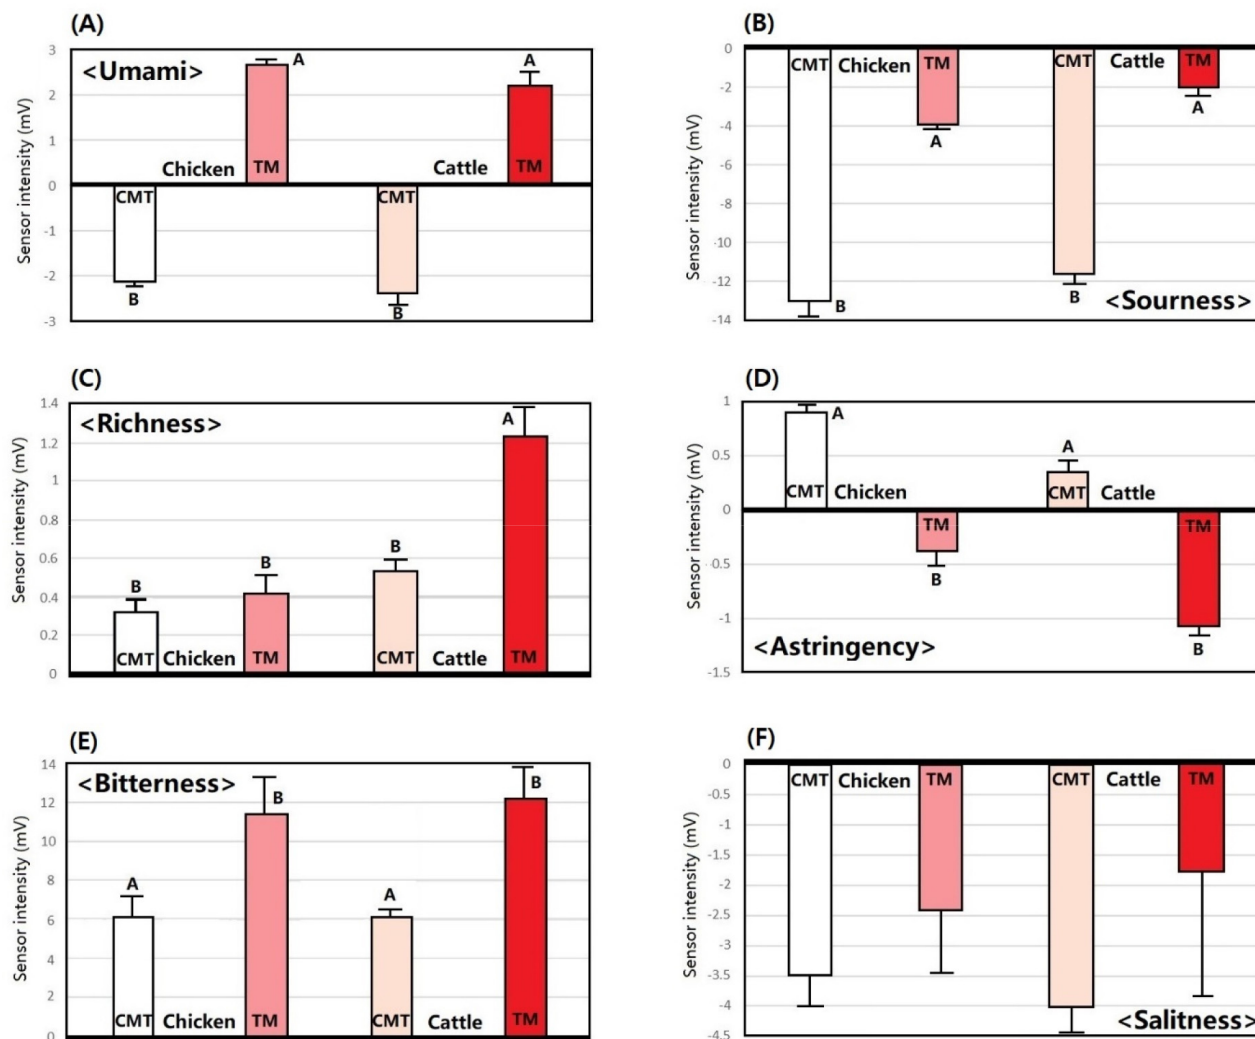 (A)
<Umami>
Sensor intensity (mV)
3
2
1
0
-1
-2
-3
CMT
B
Chicken
TM
A
CMT
B
Cattle
TM
A
(B)
Sensor intensity (mV)
0
-2
-4
-6
-8
-10
-12
-14
CMT
B
Chicken
TM
A
CMT
B
Cattle
TM
A
<Sourness>
(C)
<Richness>
Sensor intensity (mV)
1.4
1.2
1
0.8
0.6
0.4
0.2
0
B
CMT
Chicken
B
TM
B
CMT
Cattle
A
TM
(D)
Sensor intensity (mV)
1
0.5
0
-0.5
-1
-1.5
A
CMT
Chicken
TM
B
A
CMT
Cattle
TM
B
<Astringency>
(E)
<Bitterness>
Sensor intensity (mV)
14
12
10
8
6
4
2
0
A
CMT
Chicken
B
TM
A
CMT
Cattle
B
TM
(F)
Sensor intensity (mV)
0
-0.5
-1
-1.5
-2
-2.5
-3
-3.5
-4
-4.5
CMT
Chicken
TM
CMT
Cattle
TM
<Salitness>